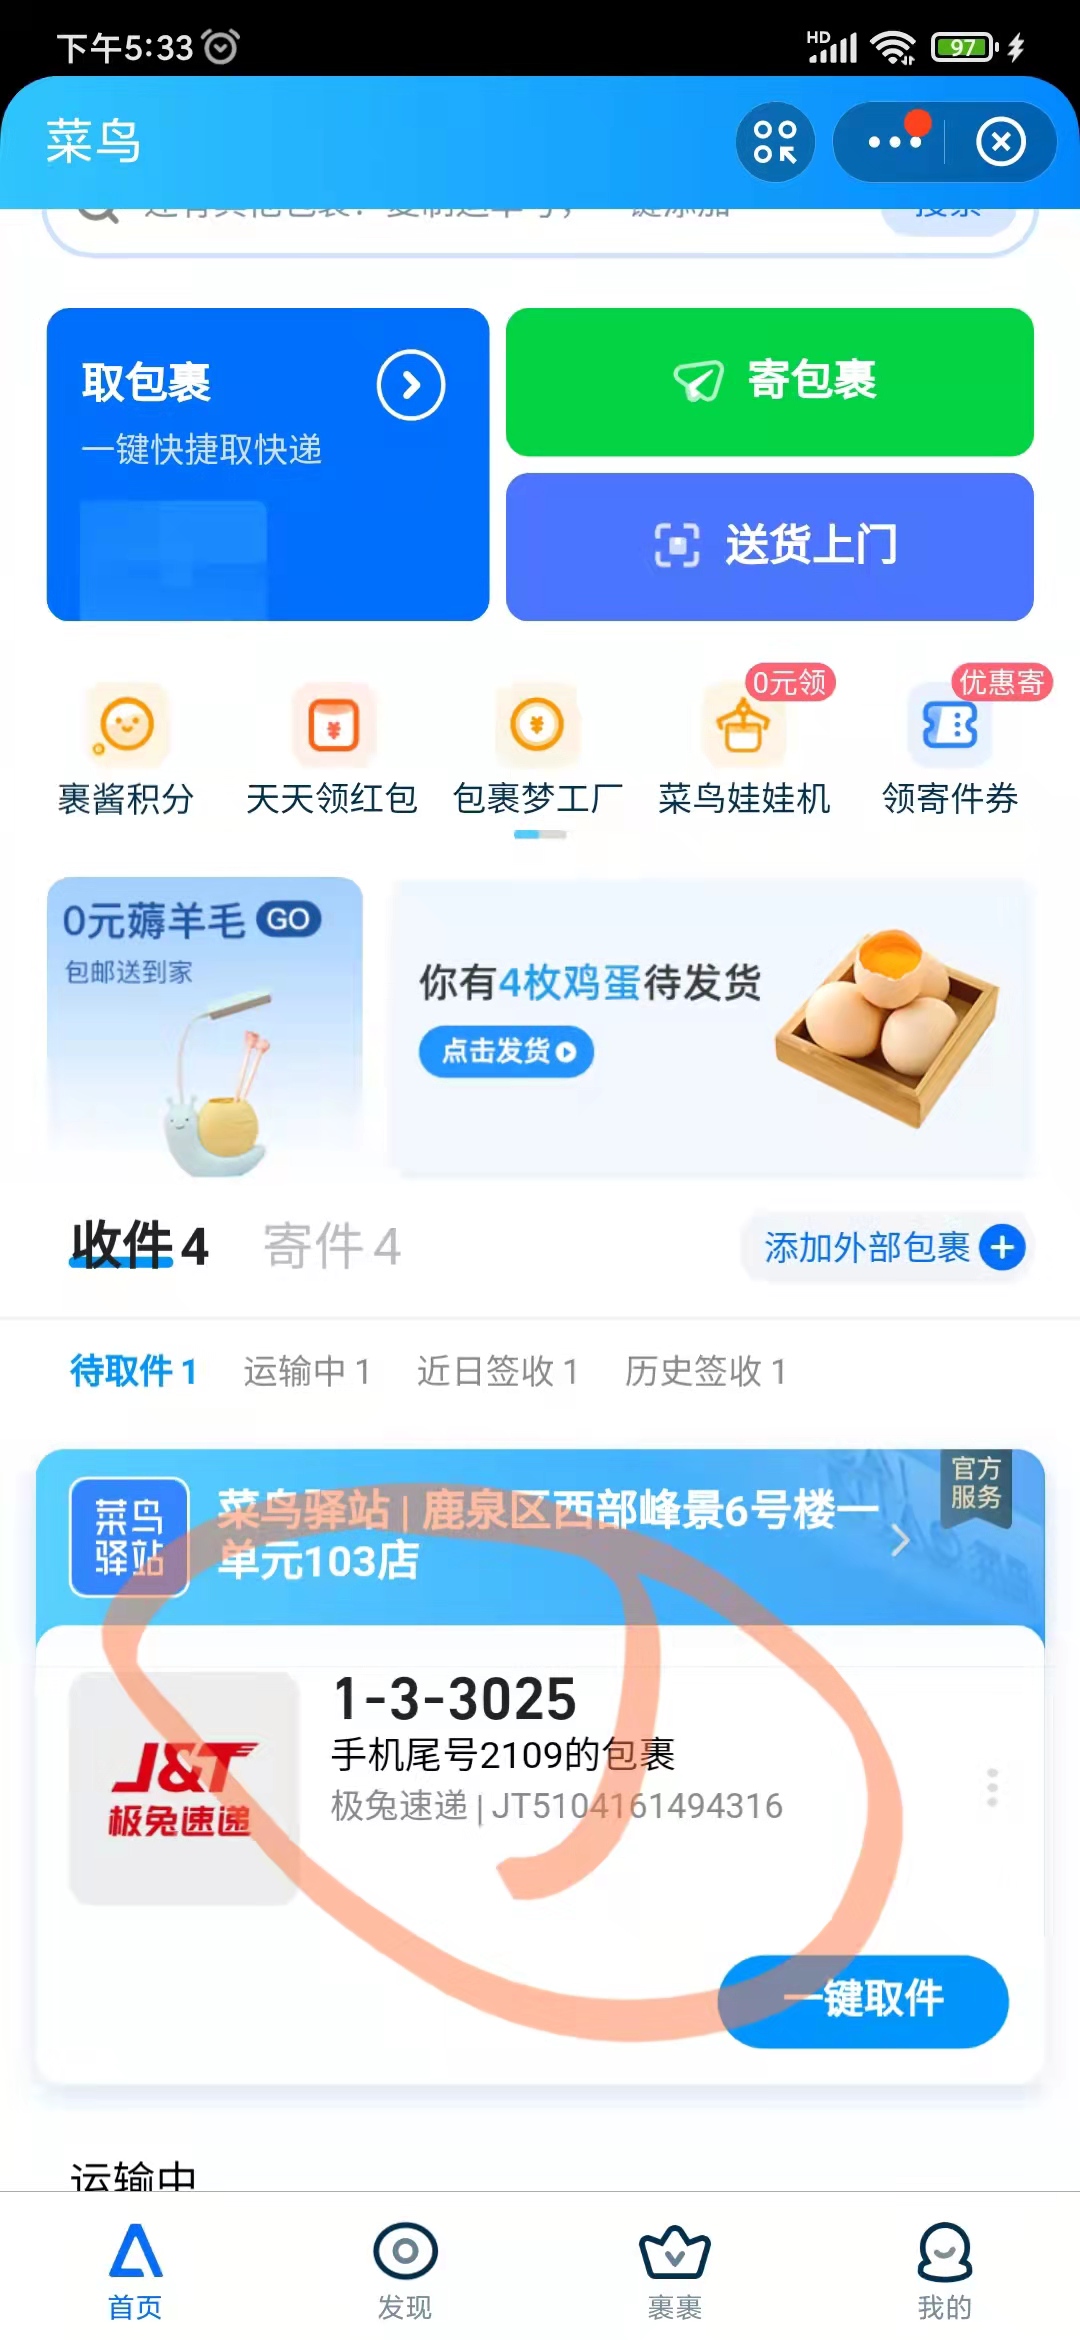 下午5:33
HD
97
菜鸟
取包裹
一键快捷取快递
寄包裹
送货上门
0元领
优惠寄
裹酱积分
天天领红包
包裹梦工厂
菜鸟娃娃机
领寄件券
0元薅羊毛 GO
包邮送到家
你有4枚鸡蛋待发货
点击发货
收件 4
寄件 4
添加外部包裹
待取件 1
运输中 1
近日签收 1
历史签收 1
官方
服务
菜鸟
驿站
菜鸟驿站 | 鹿泉区西部峰景6号楼一
单元103店
1-3-3025
手机尾号2109的包裹
极兔速递 | JT5104161494316
J&T
极兔速递
一键取件
运输中
首页
发现
裹裹
我的